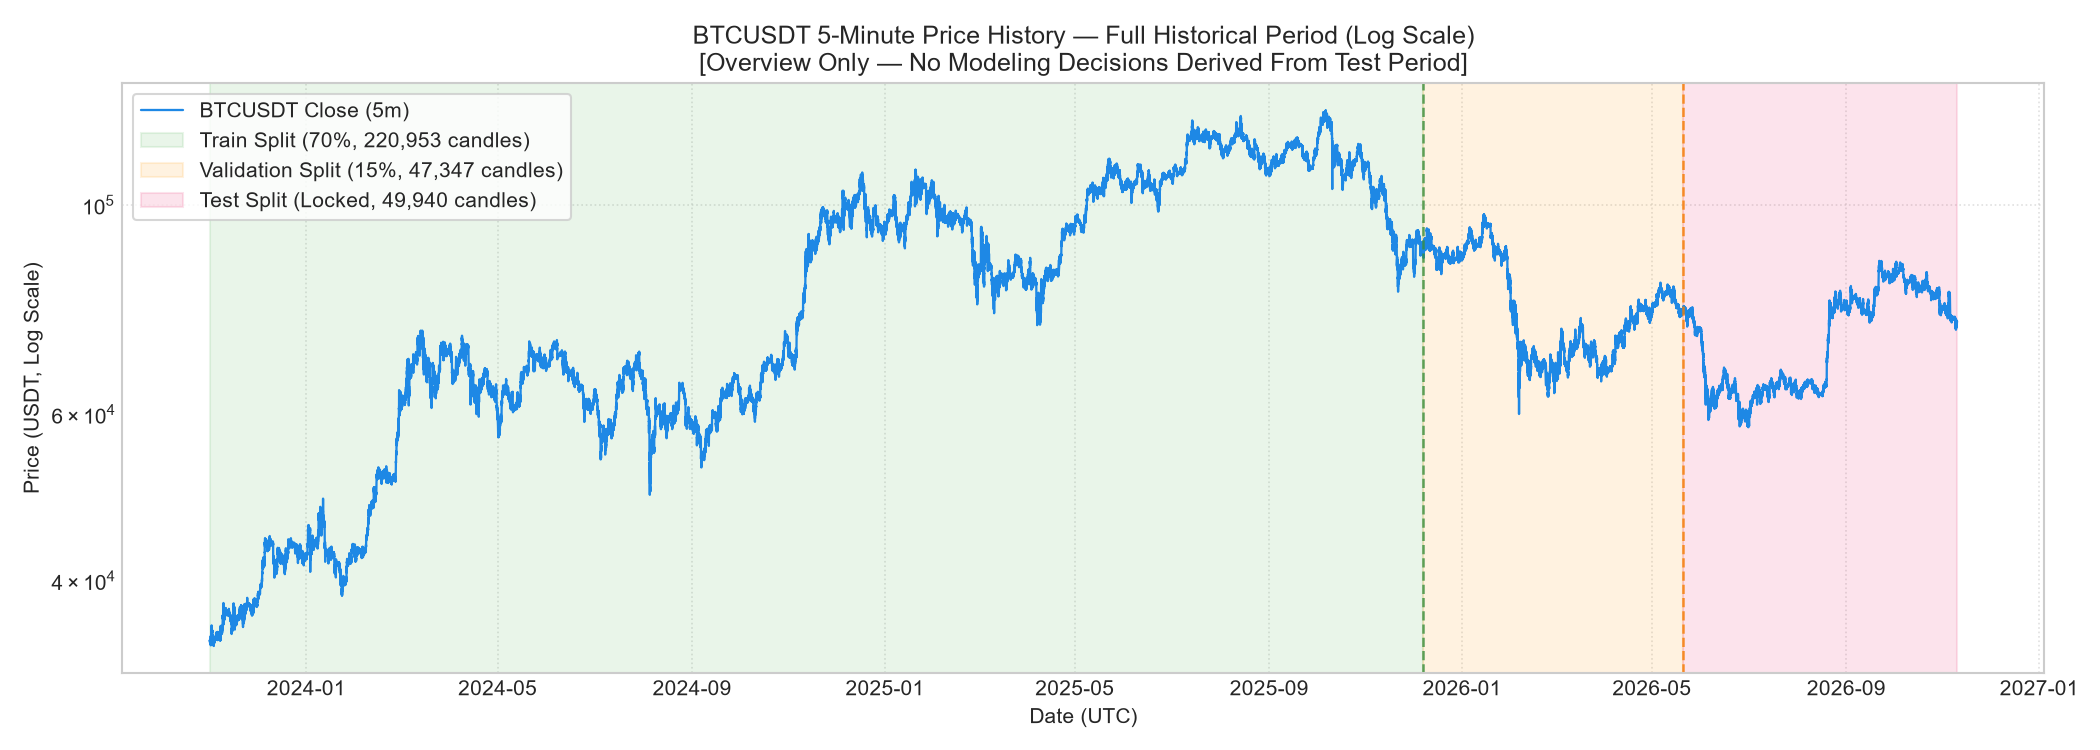 BTCUSDT 5-Minute Price History — Full Historical Period (Log Scale)
[Overview Only — No Modeling Decisions Derived From Test Period]
BTCUSDT Close (5m)
Train Split (70%, 220,953 candles)
Validation Split (15%, 47,347 candles)
Test Split (Locked, 49,940 candles)
Price (USDT, Log Scale)
10⁵
6 × 10⁴
4 × 10⁴
2024-01 2024-05 2024-09 2025-01 2025-05 2025-09 2026-01 2026-05 2026-09 2027-01
Date (UTC)